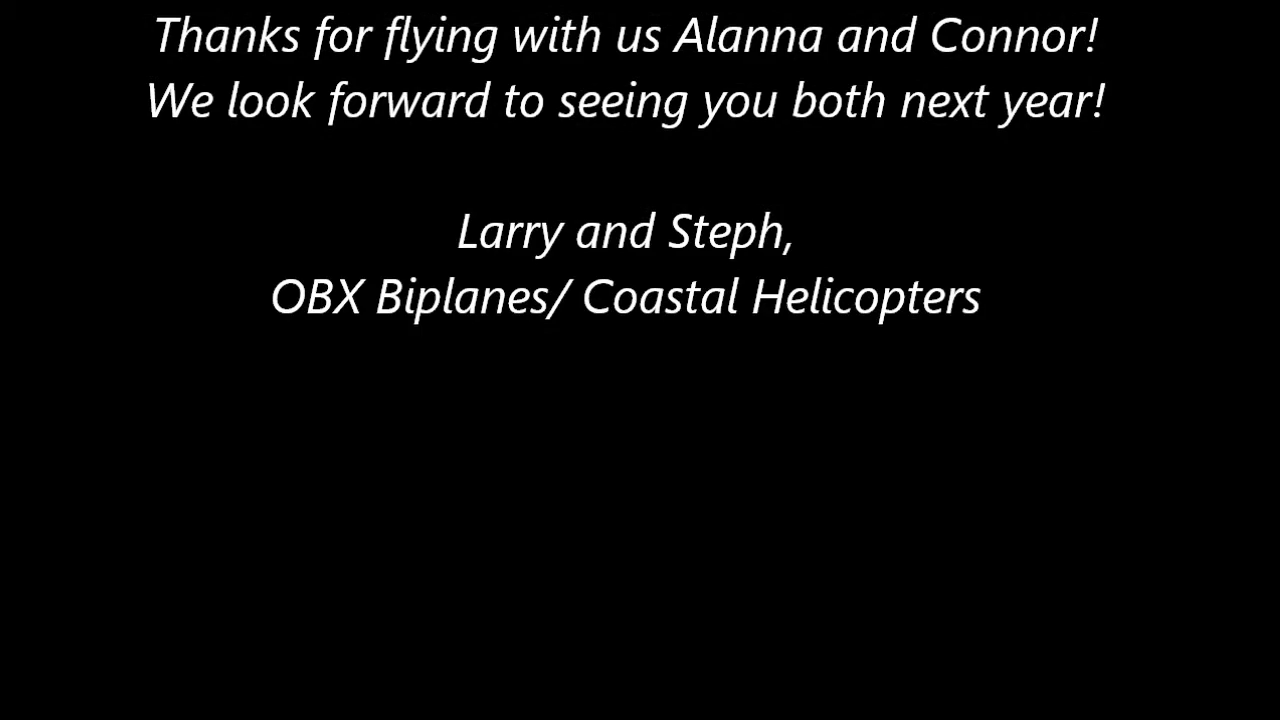 Thanks for flying with us Alanna and Connor!
We look forward to seeing you both next year!
Larry and Steph,
OBX Biplanes/ Coastal Helicopters